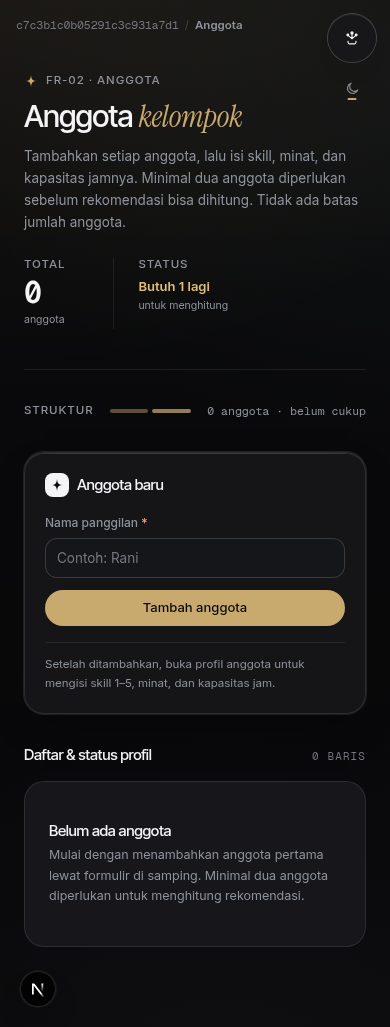 c7c3b1c0b05291c3c931a7d1 / Anggota
FR-02 · ANGGOTA
Anggota kelompok
Tambahkan setiap anggota, lalu isi skill, minat, dan
kapasitas jamnya. Minimal dua anggota diperlukan
sebelum rekomendasi bisa dihitung. Tidak ada batas
jumlah anggota.
TOTAL
0
anggota
STATUS
Butuh 1 lagi
untuk menghitung
STRUKTUR
0 anggota · belum cukup
Anggota baru
Nama panggilan *
Contoh: Rani
Tambah anggota
Setelah ditambahkan, buka profil anggota untuk
mengisi skill 1–5, minat, dan kapasitas jam.
Daftar & status profil
0 BARIS
Belum ada anggota
Mulai dengan menambahkan anggota pertama
lewat formulir di samping. Minimal dua anggota
diperlukan untuk menghitung rekomendasi.
N